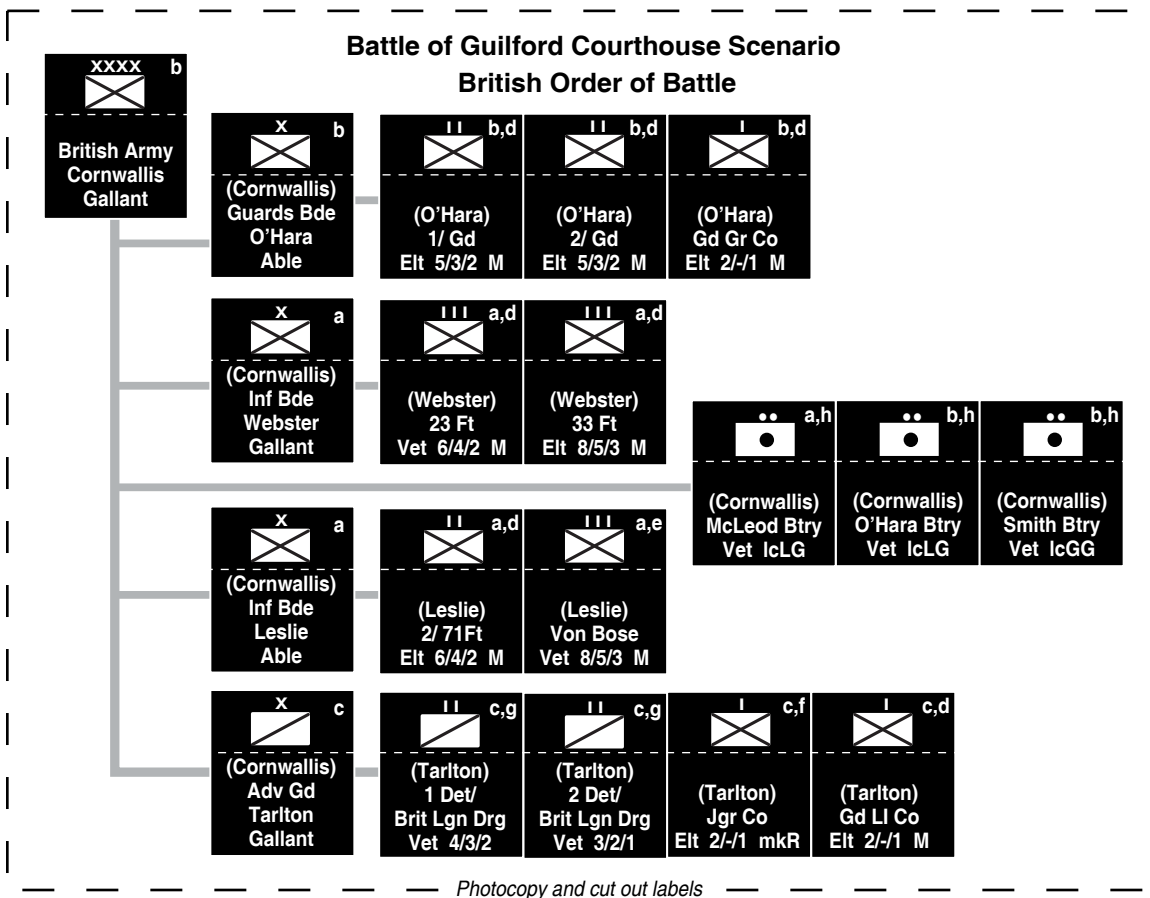 Battle of Guilford Courthouse Scenario
British Order of Battle
XXXX b
British Army
Cornwallis
Gallant
X b
(Cornwallis)
Guards Bde
O'Hara
Able
II b,d
(O'Hara)
1/ Gd
Elt 5/3/2 M
II b,d
(O'Hara)
2/ Gd
Elt 5/3/2 M
I b,d
(O'Hara)
Gd Gr Co
Elt 2/-/1 M
X a
(Cornwallis)
Inf Bde
Webster
Gallant
III a,d
(Webster)
23 Ft
Vet 6/4/2 M
III a,d
(Webster)
33 Ft
Elt 8/5/3 M
•• a,h
(Cornwallis)
McLeod Btry
Vet lcLG
•• b,h
(Cornwallis)
O'Hara Btry
Vet lcLG
•• b,h
(Cornwallis)
Smith Btry
Vet lcGG
X a
(Cornwallis)
Inf Bde
Leslie
Able
II a,d
(Leslie)
2/ 71Ft
Elt 6/4/2 M
III a,e
(Leslie)
Von Bose
Vet 8/5/3 M
X c
(Cornwallis)
Adv Gd
Tarlton
Gallant
II c,g
(Tarlton)
1 Det/
Brit Lgn Drg
Vet 4/3/2
II c,g
(Tarlton)
2 Det/
Brit Lgn Drg
Vet 3/2/1
I c,f
(Tarlton)
Jgr Co
Elt 2/-/1 mkR
I c,d
(Tarlton)
Gd LI Co
Elt 2/-/1 M
Photocopy and cut out labels